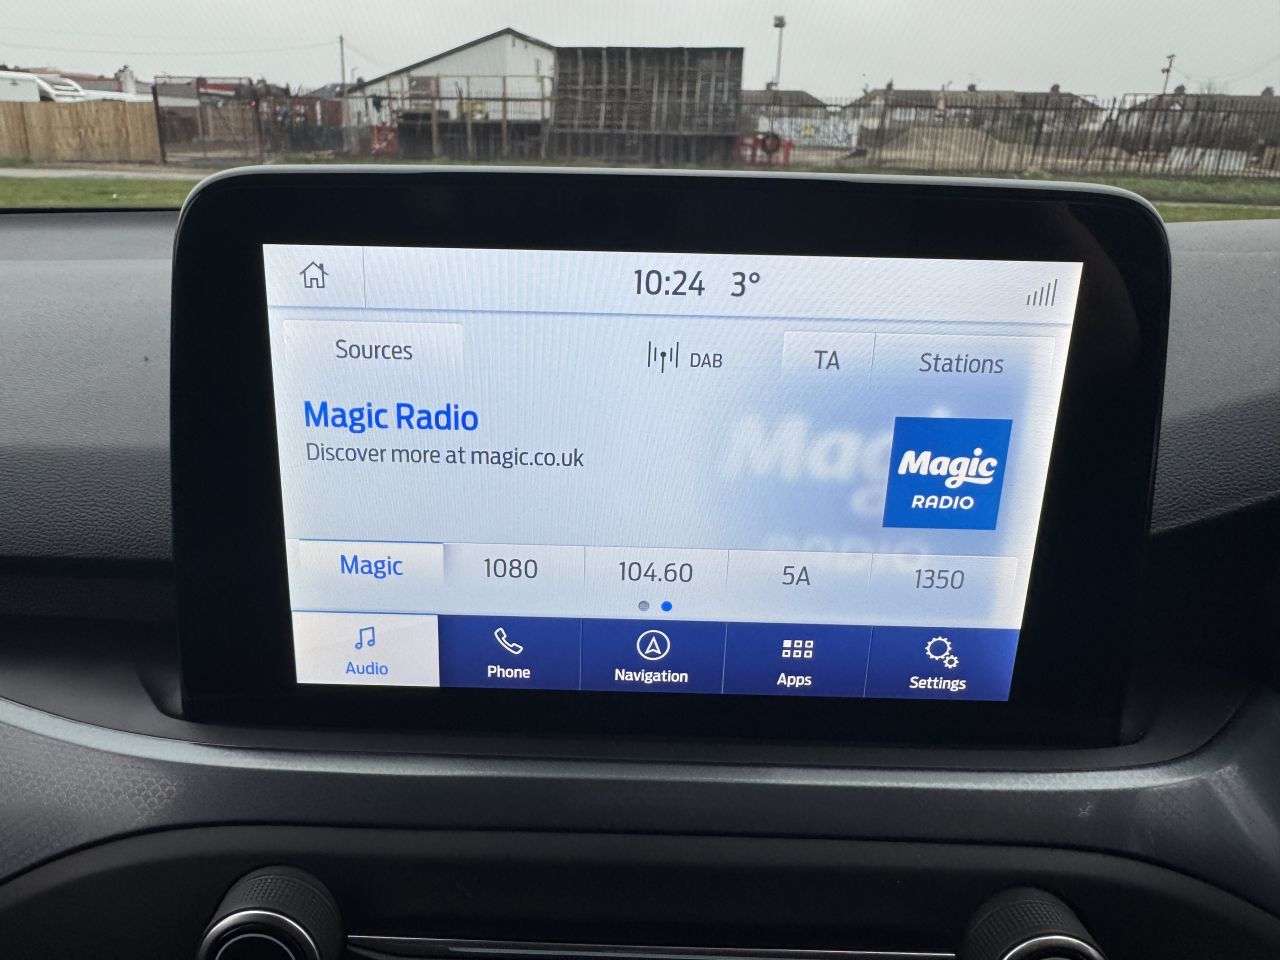 10:24 3°
Sources DAB TA Stations
Magic Radio
Discover more at magic.co.uk
Magic
RADIO
Magic 1080 104.60 5A 1350
Audio Phone Navigation Apps Settings